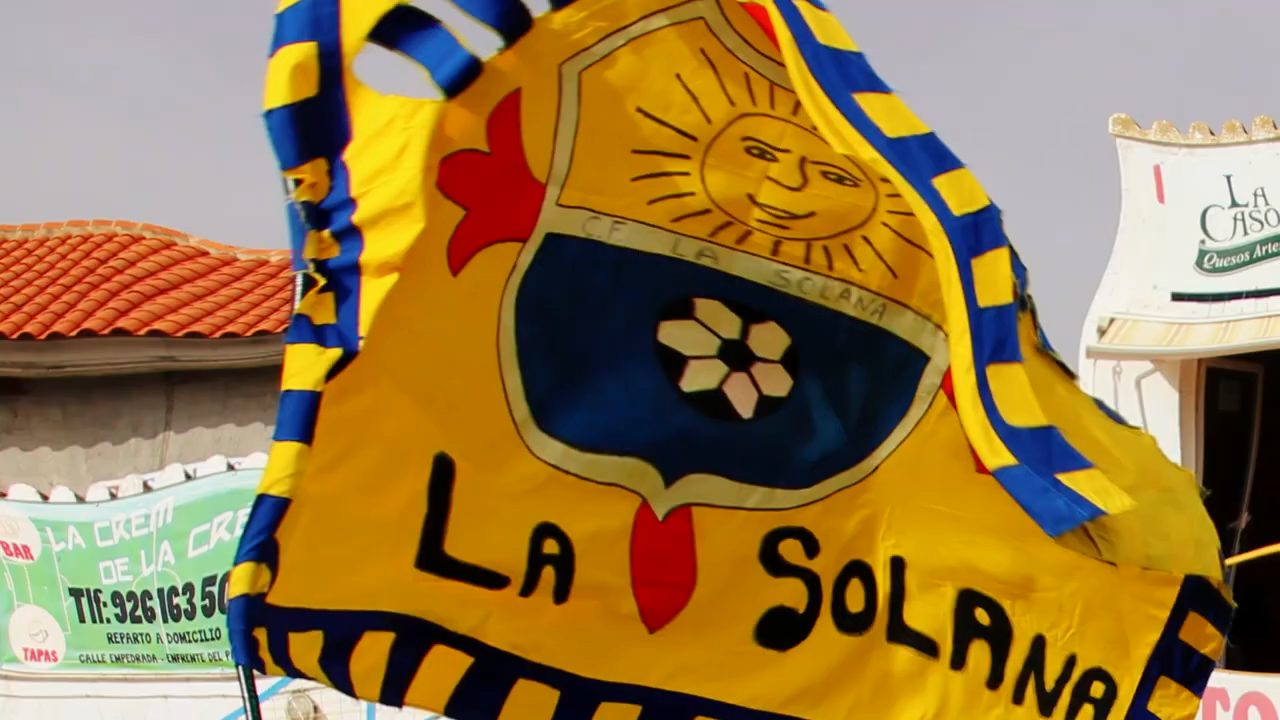 C.F LA SOLANA
LA SOLANA
LA CREM
DE LA CRE
BAR
Tlf: 926 163 50
REPARTO A DOMICILIO
TAPAS
CALLE EMPEDRADA - ENFRENTE DEL P
LA
CASO
Quesos Arte